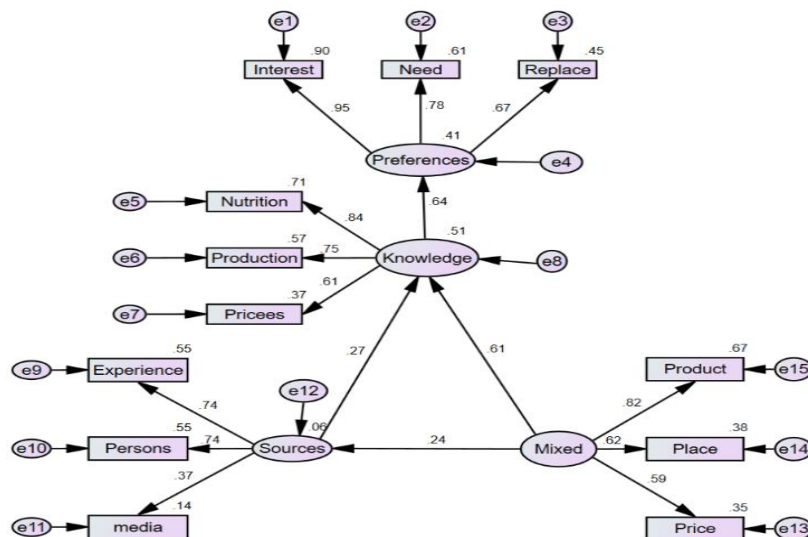 e1 e2 e3
.90 .61 .45
Interest Need Replace
.95 .78 .67
.41
Preferences e4
.71
e5 Nutrition .64
.84 .51
.57
e6 Production .75 Knowledge e8
.61
.37
e7 Pricees
.27 .61
.55 .67
e9 Experience Product e15
e12
.74 .82
.55 .06 .38
e10 Persons .74 Sources .24 Mixed .62 Place e14
.37 .59
.14 .35
e11 media Price e13